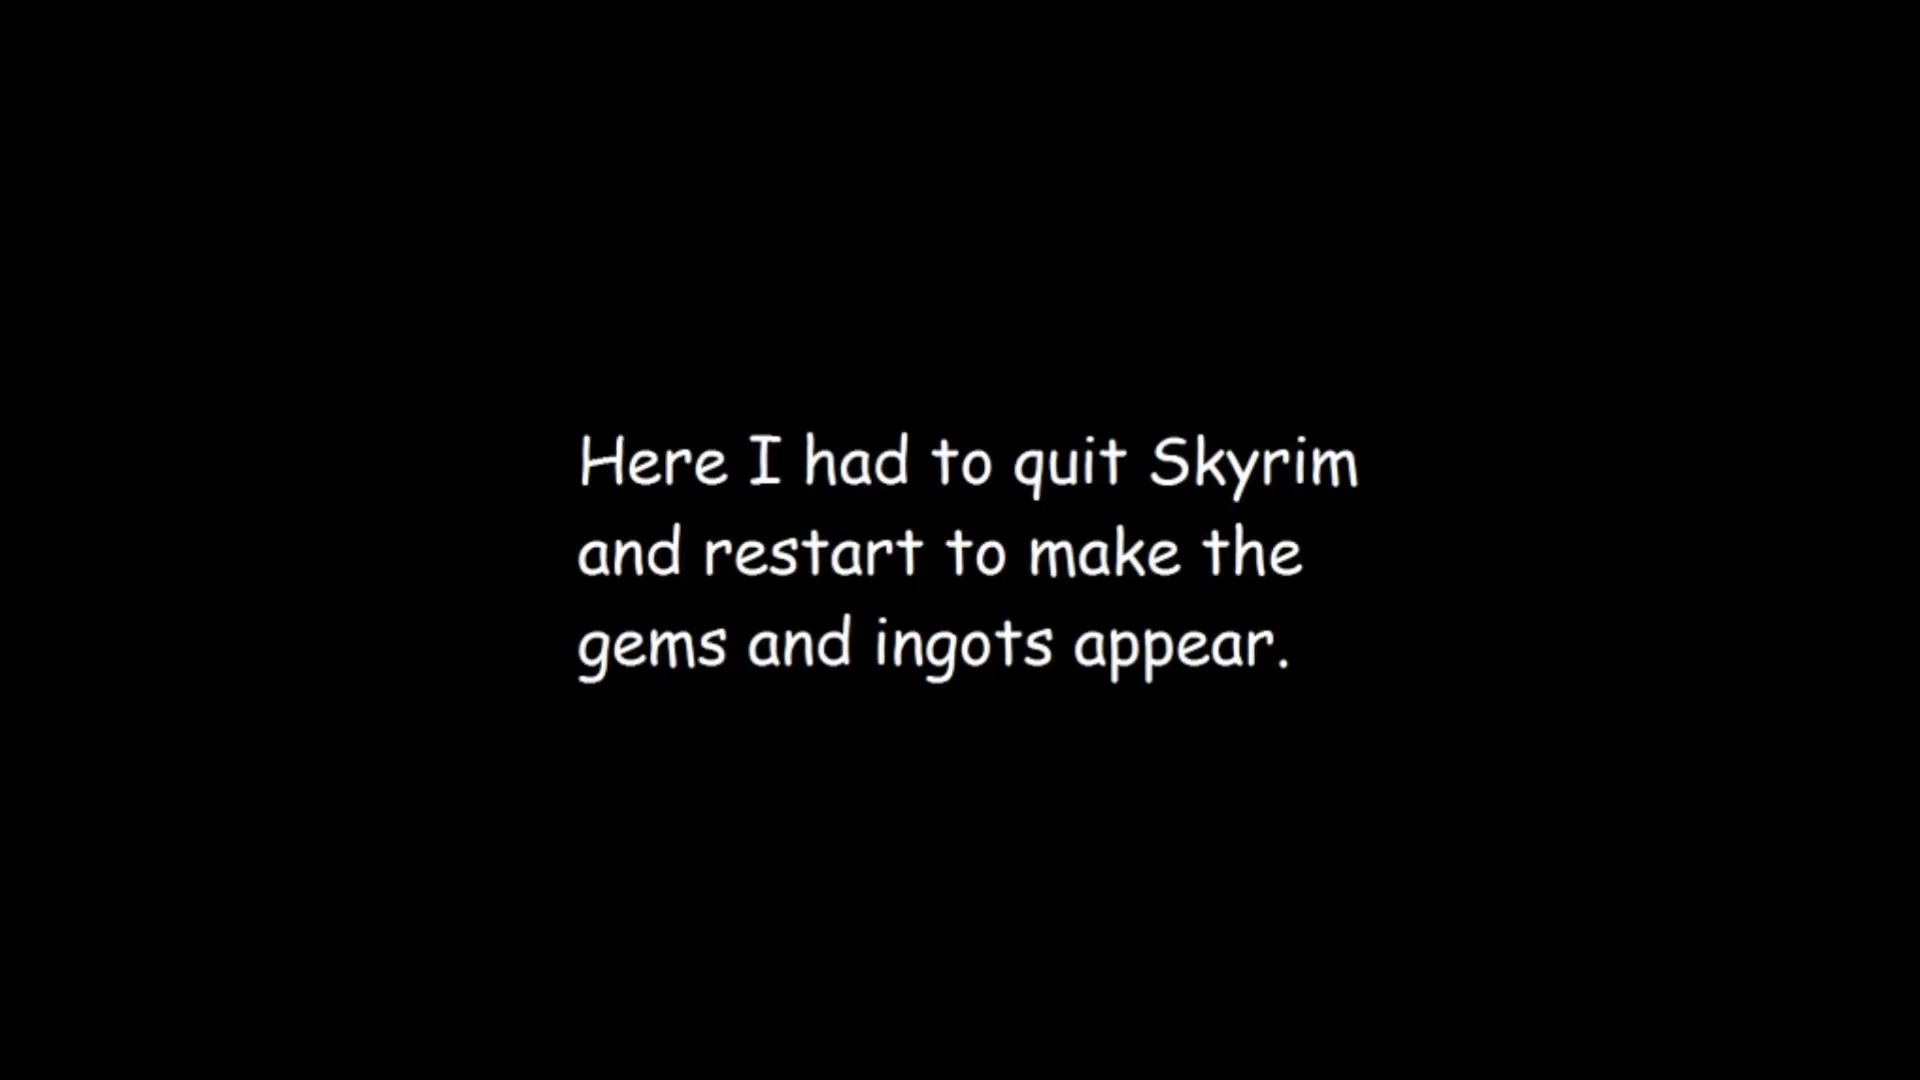 Here I had to quit Skyrim
and restart to make the
gems and ingots appear.